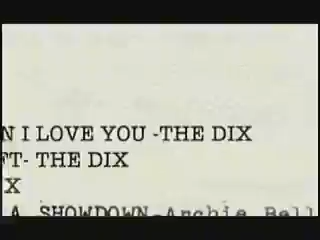 N I LOVE YOU -THE DIX
FT- THE DIX
X
A SHOWDOWN-Archie Bell